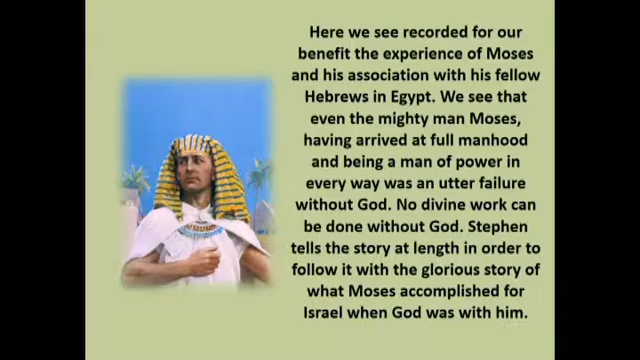 Here we see recorded for our
benefit the experience of Moses
and his association with his fellow
Hebrews in Egypt. We see that
even the mighty man Moses,
having arrived at full manhood
and being a man of power in
every way was an utter failure
without God. No divine work can
be done without God. Stephen
tells the story at length in order to
follow it with the glorious story of
what Moses accomplished for
Israel when God was with him.